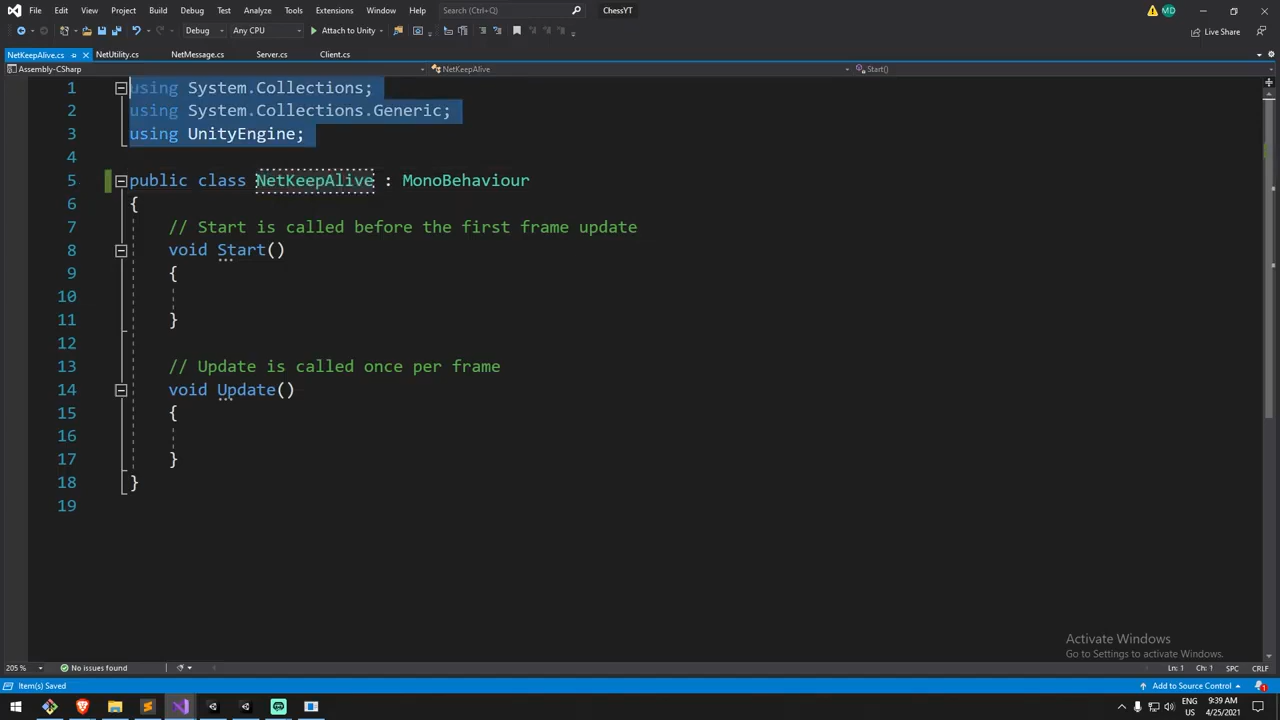 File Edit View Project Build Debug Test Analyze Tools Extensions Window Help Search (Ctrl+Q) ChessYT MD
Debug Any CPU Attach to Unity Live Share
NetKeepAlive.cs NetUtility.cs NetMessage.cs Server.cs Client.cs
Assembly-CSharp NetKeepAlive Start()
1 using System.Collections;
2 using System.Collections.Generic;
3 using UnityEngine;
4
5 public class NetKeepAlive : MonoBehaviour
6 {
7 // Start is called before the first frame update
8 void Start()
9 {
10
11 }
12
13 // Update is called once per frame
14 void Update()
15 {
16
17 }
18 }
19
Activate Windows
Go to Settings to activate Windows.
205 % No issues found Ln: 1 Ch: 1 SPC CRLF
Item(s) Saved Add to Source Control 1
ENG 9:39 AM
US 4/25/2021